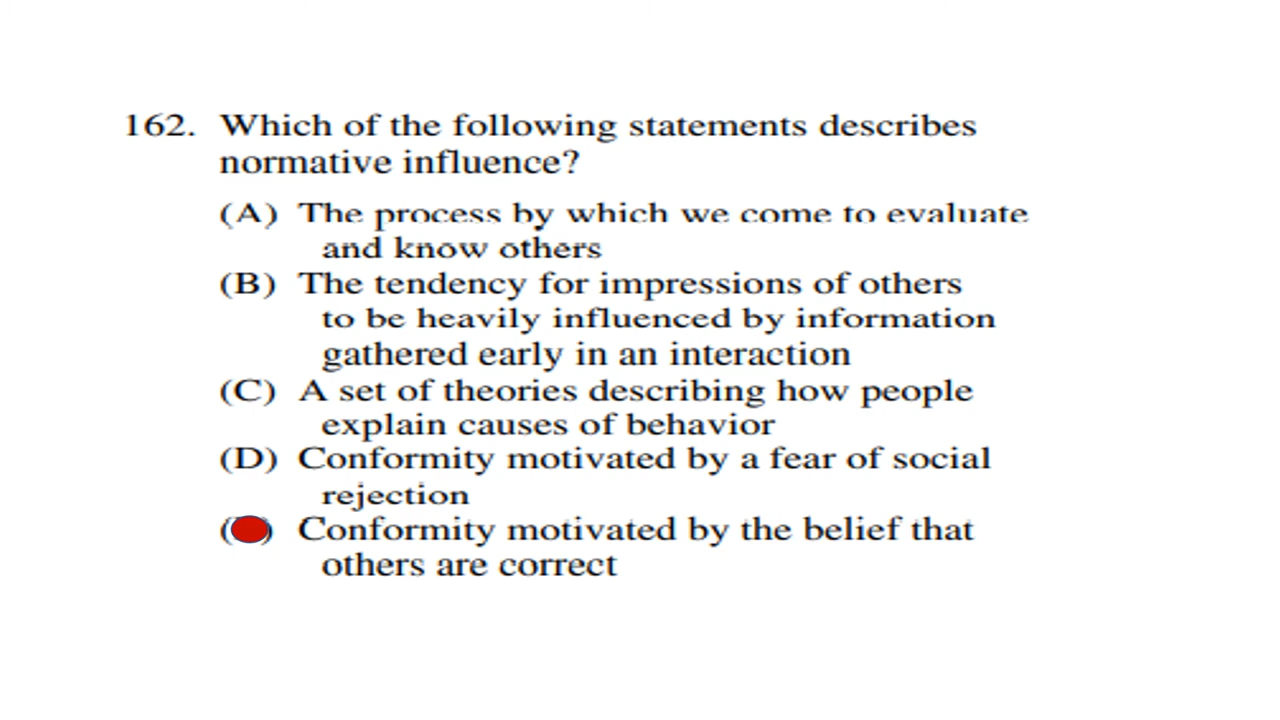 162. Which of the following statements describes
normative influence?
(A) The process by which we come to evaluate
and know others
(B) The tendency for impressions of others
to be heavily influenced by information
gathered early in an interaction
(C) A set of theories describing how people
explain causes of behavior
(D) Conformity motivated by a fear of social
rejection
( ) Conformity motivated by the belief that
others are correct